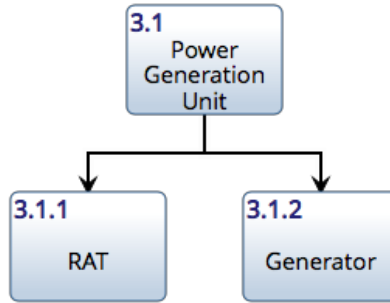 3.1
Power
Generation
Unit
3.1.1
RAT
3.1.2
Generator